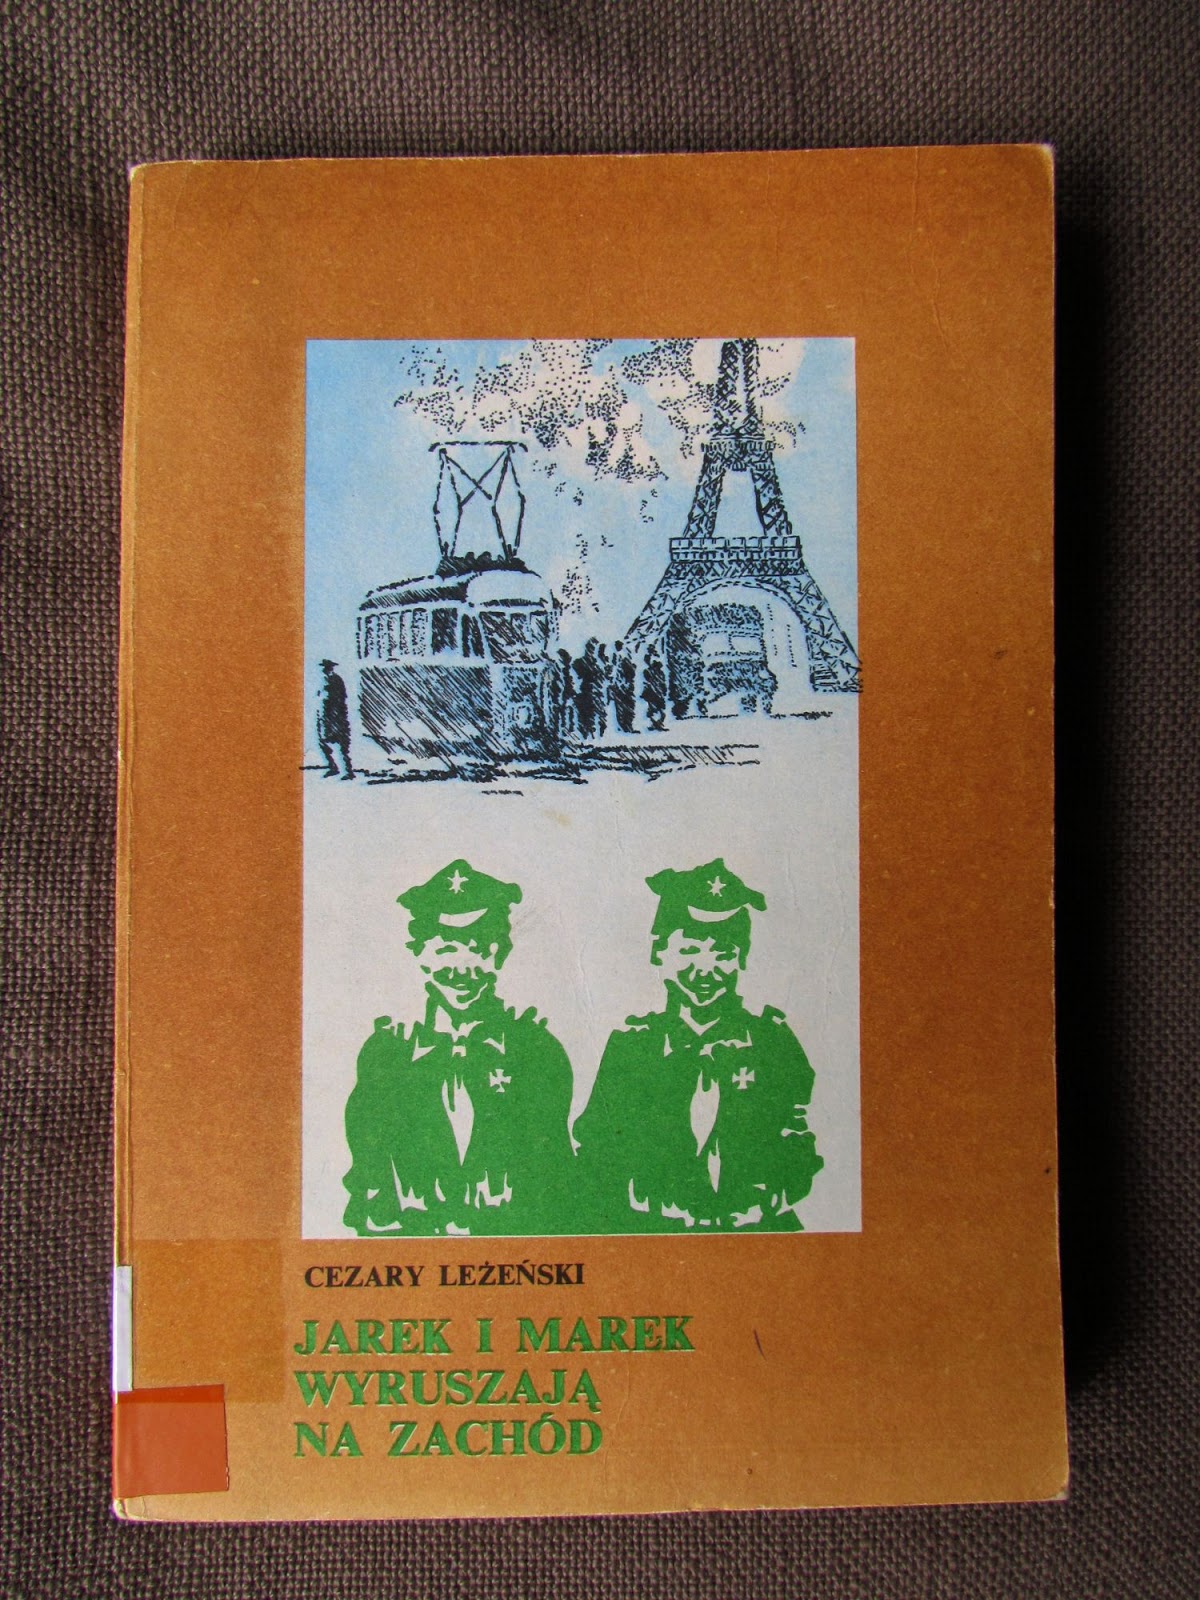 CEZARY LEŻEŃSKI
JAREK I MAREK
WYRUSZAJĄ
NA ZACHÓD